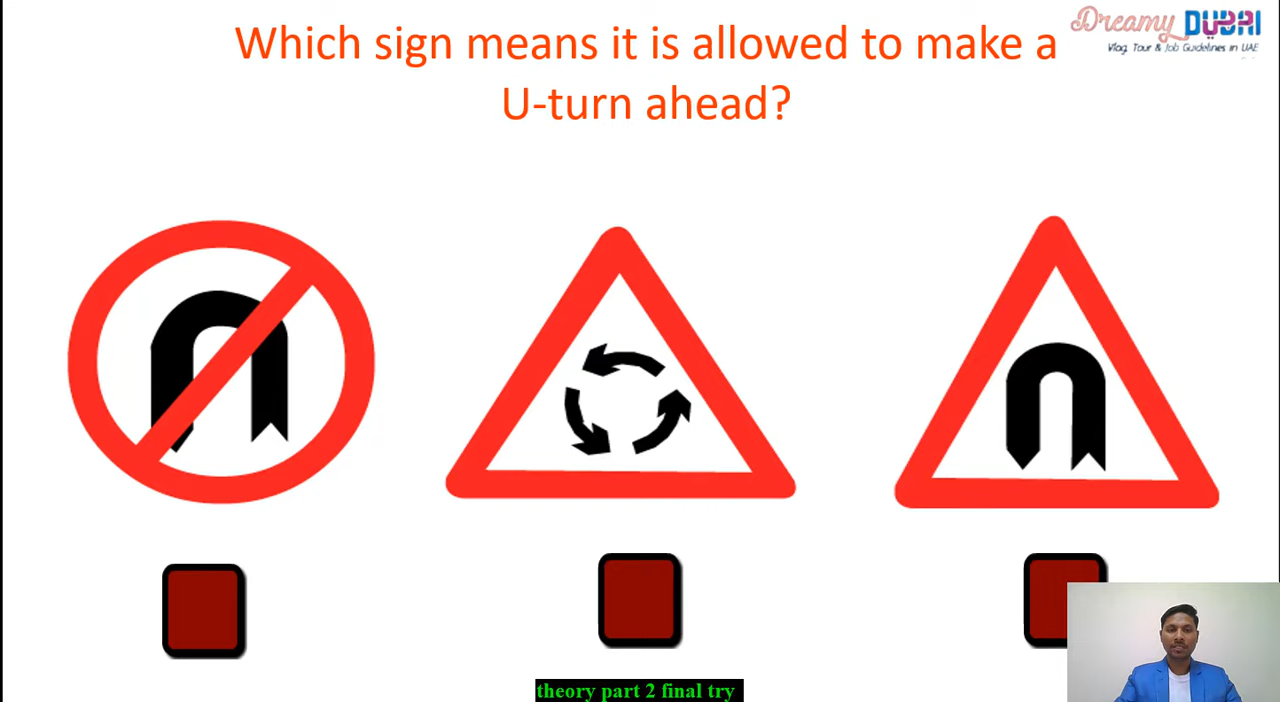 Which sign means it is allowed to make a
U-turn ahead?
Dreamy DUBAI
Vlog, Tour & Job Guidelines in UAE
theory part 2 final try